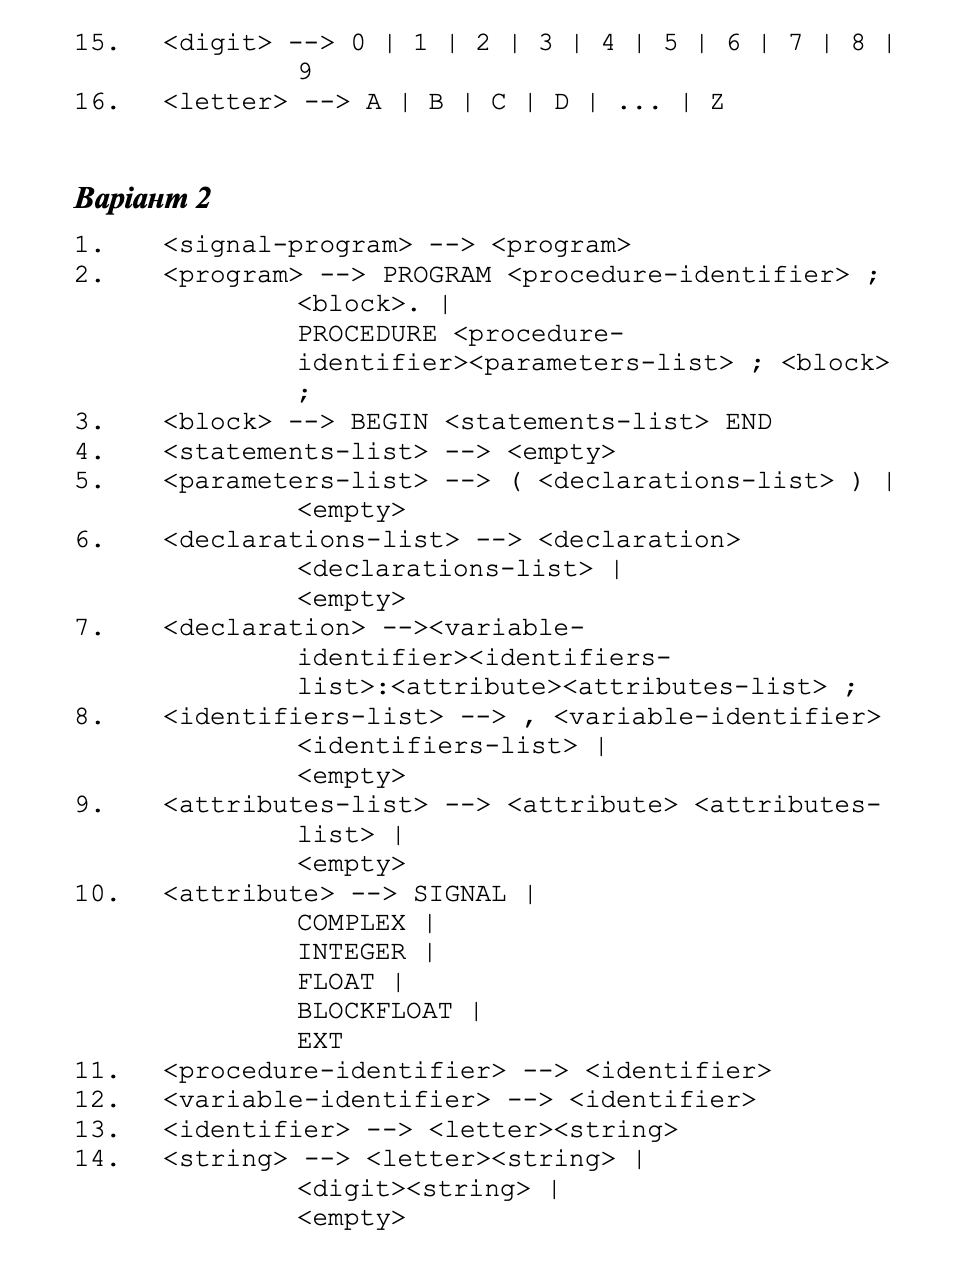 15. <digit> --> 0 | 1 | 2 | 3 | 4 | 5 | 6 | 7 | 8 |
9
16. <letter> --> A | B | C | D | ... | Z
Варіант 2
1. <signal-program> --> <program>
2. <program> --> PROGRAM <procedure-identifier> ;
<block>. |
PROCEDURE <procedure-
identifier><parameters-list> ; <block>
;
3. <block> --> BEGIN <statements-list> END
4. <statements-list> --> <empty>
5. <parameters-list> --> ( <declarations-list> ) |
<empty>
6. <declarations-list> --> <declaration>
<declarations-list> |
<empty>
7. <declaration> --><variable-
identifier><identifiers-
list>:<attribute><attributes-list> ;
8. <identifiers-list> --> , <variable-identifier>
<identifiers-list> |
<empty>
9. <attributes-list> --> <attribute> <attributes-
list> |
<empty>
10. <attribute> --> SIGNAL |
COMPLEX |
INTEGER |
FLOAT |
BLOCKFLOAT |
EXT
11. <procedure-identifier> --> <identifier>
12. <variable-identifier> --> <identifier>
13. <identifier> --> <letter><string>
14. <string> --> <letter><string> |
<digit><string> |
<empty>